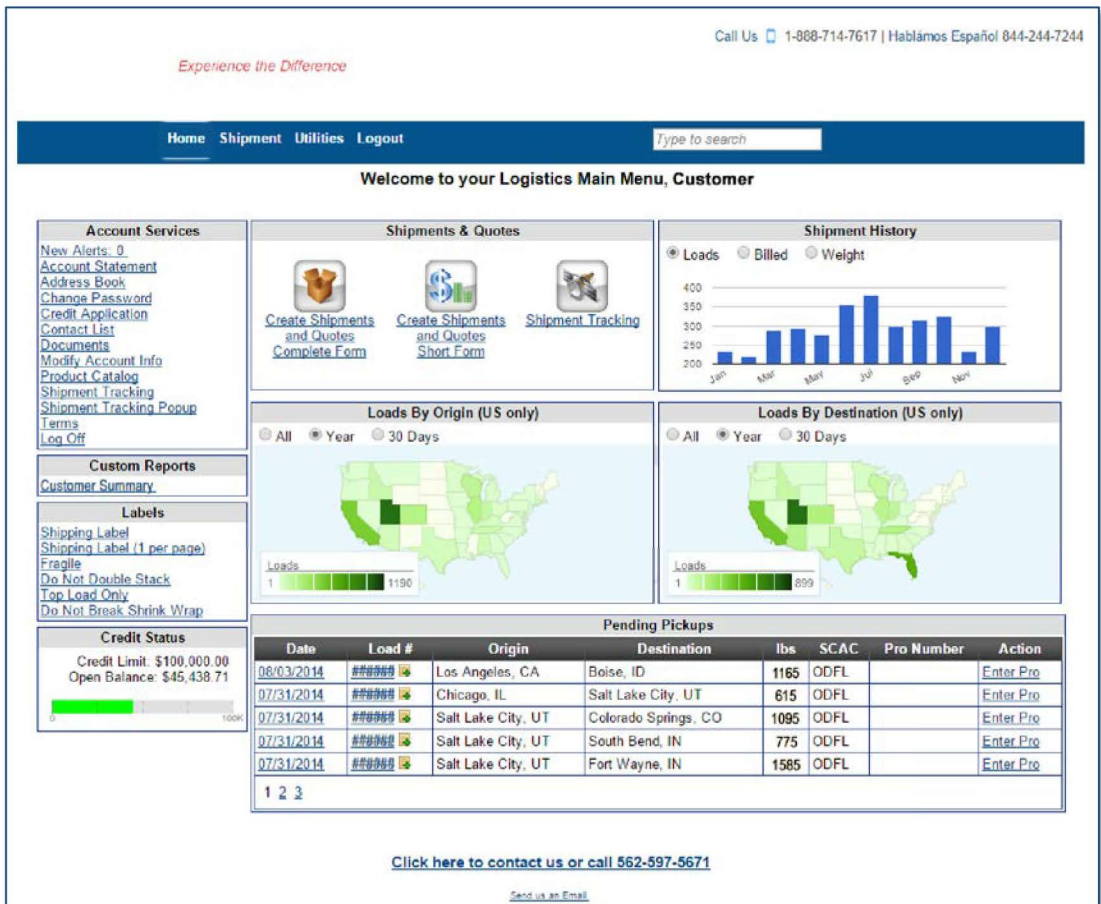 Call Us 1-888-714-7617 | Hablámos Español 844-244-7244
Experience the Difference
Home Shipment Utilities Logout Type to search
Welcome to your Logistics Main Menu, Customer
Account Services
New Alerts: 0
Account Statement
Address Book
Change Password
Credit Application
Contact List
Documents
Modify Account Info
Product Catalog
Shipment Tracking
Shipment Tracking Popup
Terms
Log Off
Custom Reports
Customer Summary
Labels
Shipping Label
Shipping Label (1 per page)
Fragile
Do Not Double Stack
Top Load Only
Do Not Break Shrink Wrap
Credit Status
Credit Limit: $100,000.00
Open Balance: $45,438.71
0 100K
Shipments & Quotes
Create Shipments
and Quotes
Complete Form
Create Shipments
and Quotes
Short Form
Shipment Tracking
Shipment History
Loads Billed Weight
400
350
300
250
200
Jan Mar May Jul Sep Nov
Loads By Origin (US only)
All Year 30 Days
Loads
1 1190
Loads By Destination (US only)
All Year 30 Days
Loads
1 899
Pending Pickups
Date Load # Origin Destination lbs SCAC Pro Number Action
08/03/2014 ###### Los Angeles, CA Boise, ID 1165 ODFL Enter Pro
07/31/2014 ###### Chicago, IL Salt Lake City, UT 615 ODFL Enter Pro
07/31/2014 ###### Salt Lake City, UT Colorado Springs, CO 1095 ODFL Enter Pro
07/31/2014 ###### Salt Lake City, UT South Bend, IN 775 ODFL Enter Pro
07/31/2014 ###### Salt Lake City, UT Fort Wayne, IN 1585 ODFL Enter Pro
1 2 3
Click here to contact us or call 562-597-5671
Send us an Email